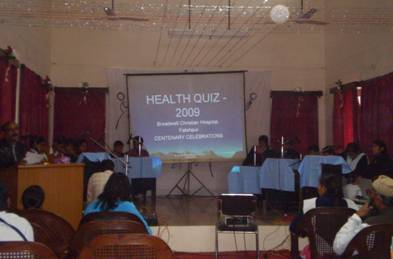 HEALTH QUIZ -
2009
Broadwell Christian Hospital
Fatehpur
CENTENARY CELEBRATIONS